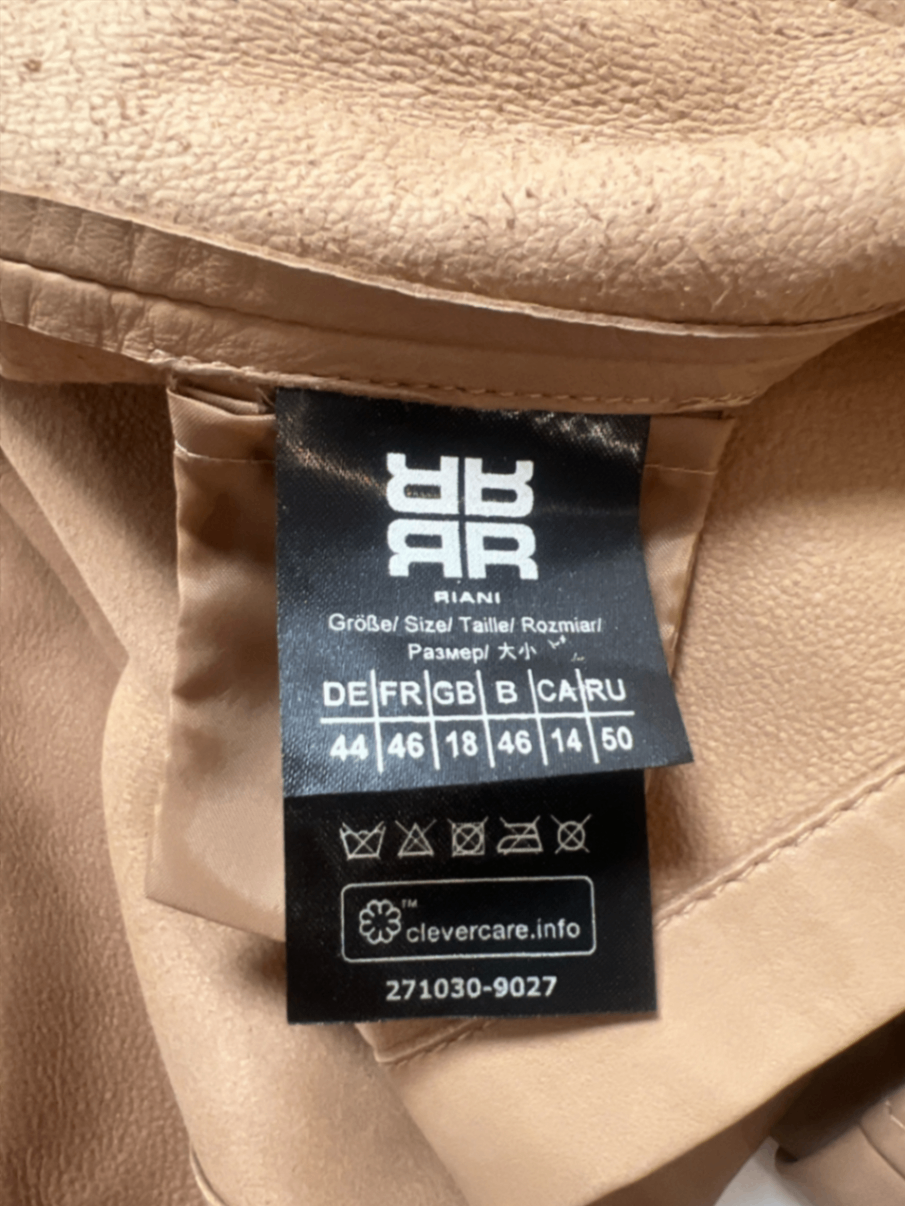 RIANI
Größe/ Size/ Taille/ Rozmiar/
Размер/ 大小
DE FR GB B CA RU
44 46 18 46 14 50
™
clevercare.info
271030-9027